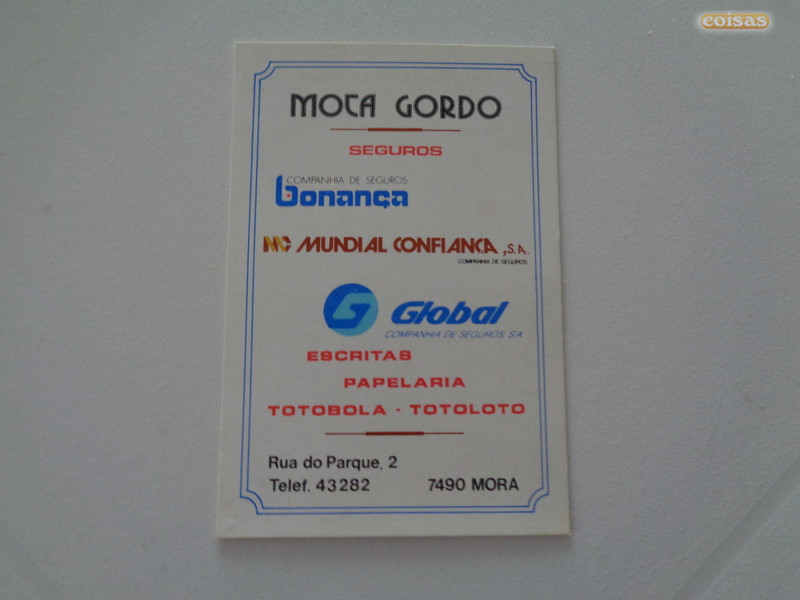 coisas
MOTA GORDO
SEGUROS
COMPANHIA DE SEGUROS
bonança
MC MUNDIAL CONFIANÇA, S.A.
COMPANHIA DE SEGUROS
G Global
COMPANHIA DE SEGUROS, S.A.
ESCRITAS
PAPELARIA
TOTOBOLA - TOTOLOTO
Rua do Parque, 2
Telef. 43282 7490 MORA